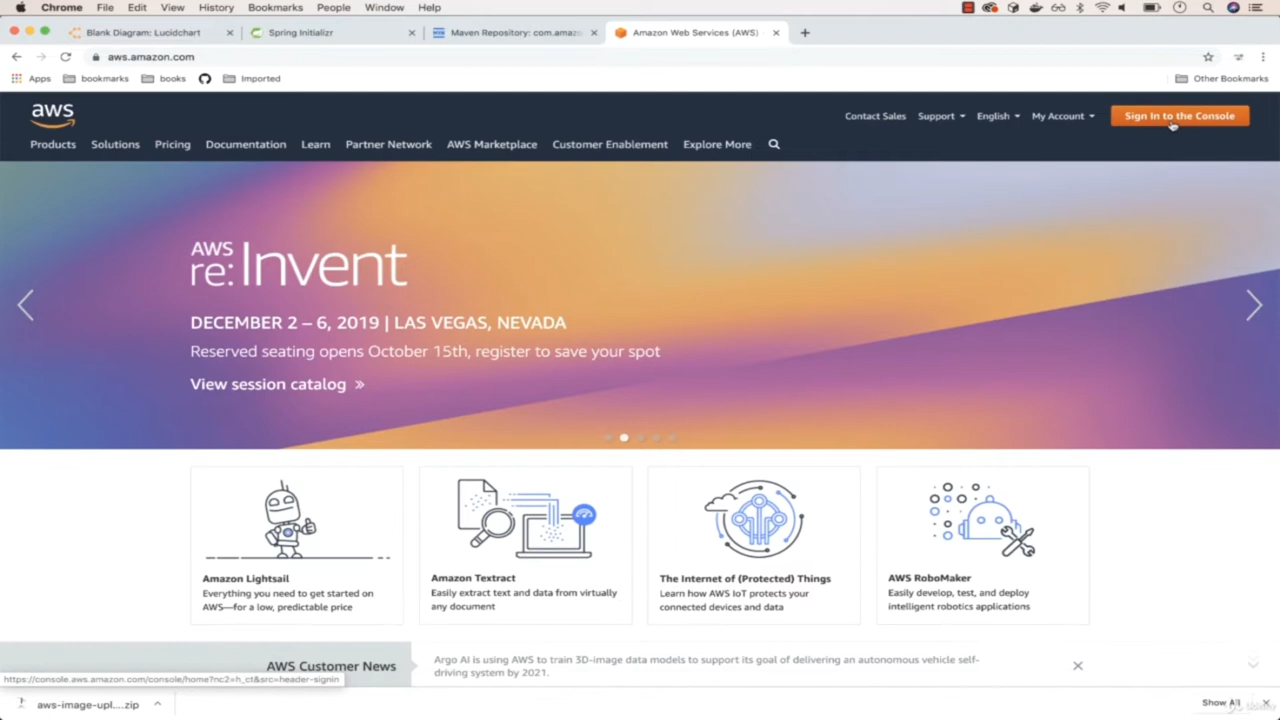 Chrome File Edit View History Bookmarks People Window Help
Blank Diagram: Lucidchart
Spring Initializr
Maven Repository: com.amazo
Amazon Web Services (AWS)
aws.amazon.com
Apps bookmarks books Imported Other Bookmarks
aws
Contact Sales Support English My Account Sign In to the Console
Products Solutions Pricing Documentation Learn Partner Network AWS Marketplace Customer Enablement Explore More
AWS
re:Invent
DECEMBER 2 – 6, 2019 | LAS VEGAS, NEVADA
Reserved seating opens October 15th, register to save your spot
View session catalog »
Amazon Lightsail
Everything you need to get started on
AWS—for a low, predictable price
Amazon Textract
Easily extract text and data from virtually
any document
The Internet of (Protected) Things
Learn how AWS IoT protects your
connected devices and data
AWS RoboMaker
Easily develop, test, and deploy
intelligent robotics applications
AWS Customer News
Argo AI is using AWS to train 3D-image data models to support its goal of delivering an autonomous vehicle self-
driving system by 2021.
https://console.aws.amazon.com/console/home?nc2=h_ct&src=header-signin
aws-image-upl....zip
Show All
Udemy